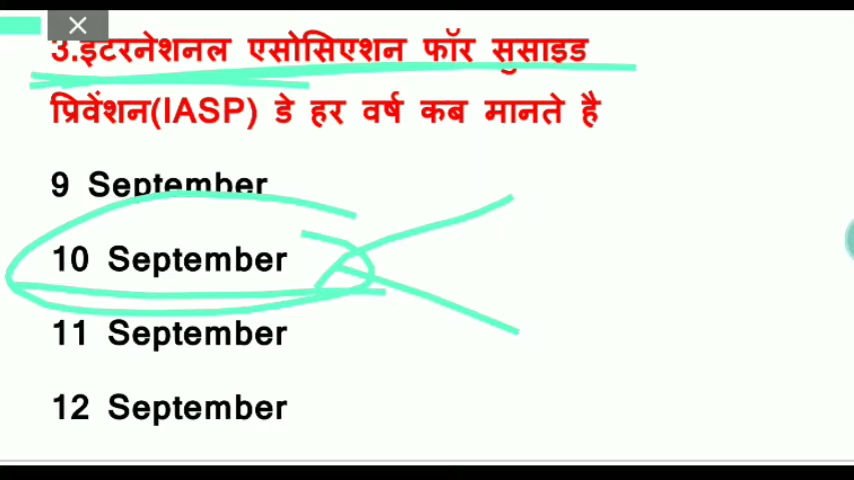 3.इटरनेशनल एसोसिएशन फॉर सुसाइड
प्रिवेंशन(IASP) डे हर वर्ष कब मानते है
9 September
10 September
11 September
12 September